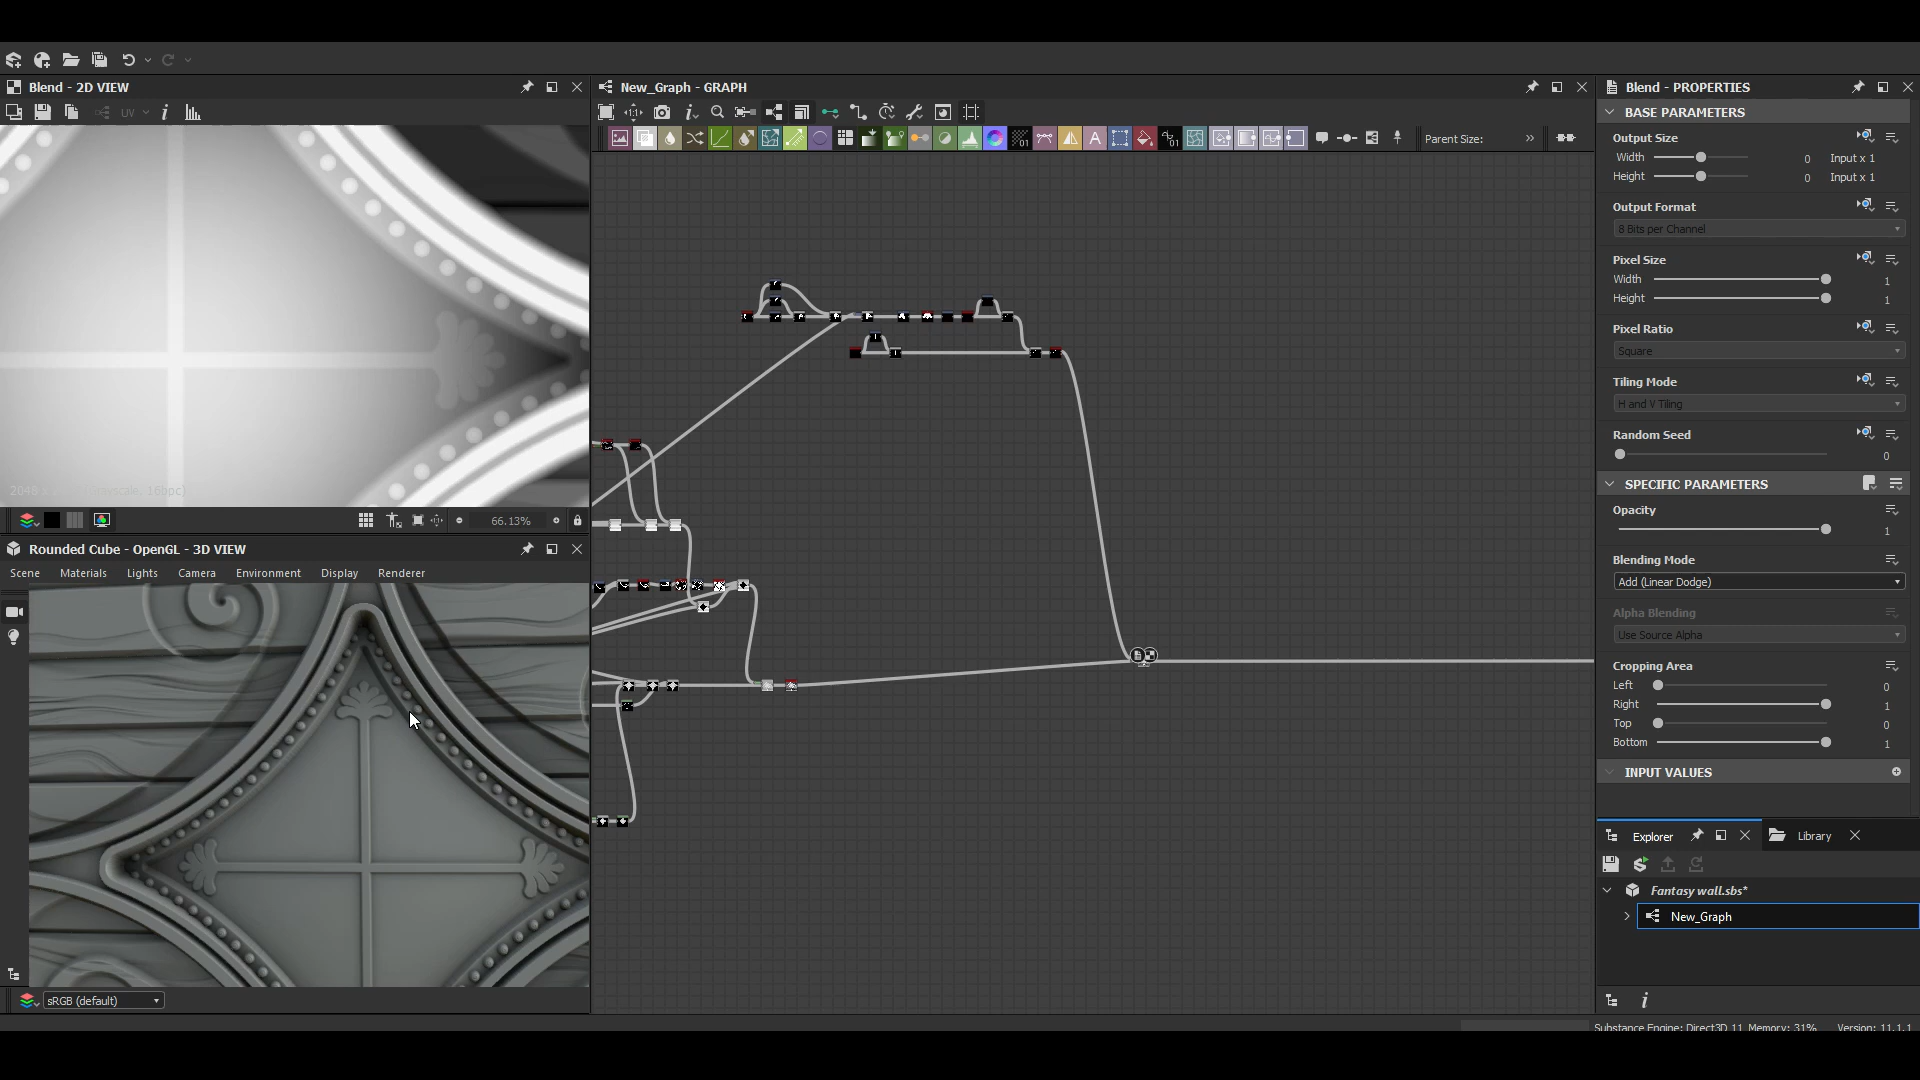 Blend - 2D VIEW
UV
66.13%
Rounded Cube - OpenGL - 3D VIEW
Scene Materials Lights Camera Environment Display Renderer
sRGB (default)
New_Graph - GRAPH
Parent Size:
Blend - PROPERTIES
BASE PARAMETERS
Output Size
Width 0 Input x 1
Height 0 Input x 1
Output Format
8 Bits per Channel
Pixel Size
Width 1
Height 1
Pixel Ratio
Square
Tiling Mode
H and V Tiling
Random Seed
0
SPECIFIC PARAMETERS
Opacity
1
Blending Mode
Add (Linear Dodge)
Alpha Blending
Use Source Alpha
Cropping Area
Left 0
Right 1
Top 0
Bottom 1
INPUT VALUES
Explorer Library
Fantasy wall.sbs*
New_Graph
Substance Engine: Direct3D 11 Memory: 31% Version: 11.1.1